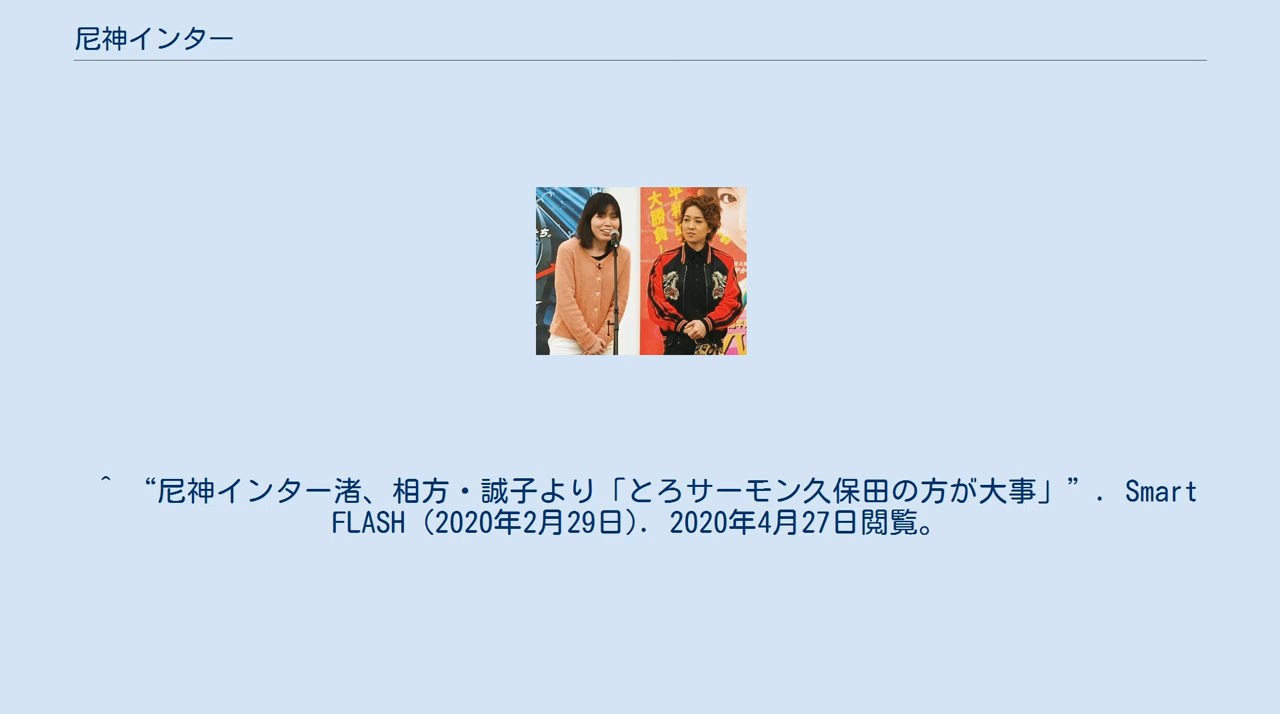 尼神インター
大勝負
^ “尼神インター渚、相方・誠子より「とろサーモン久保田の方が大事」”. Smart
FLASH (2020年2月29日). 2020年4月27日閲覧。